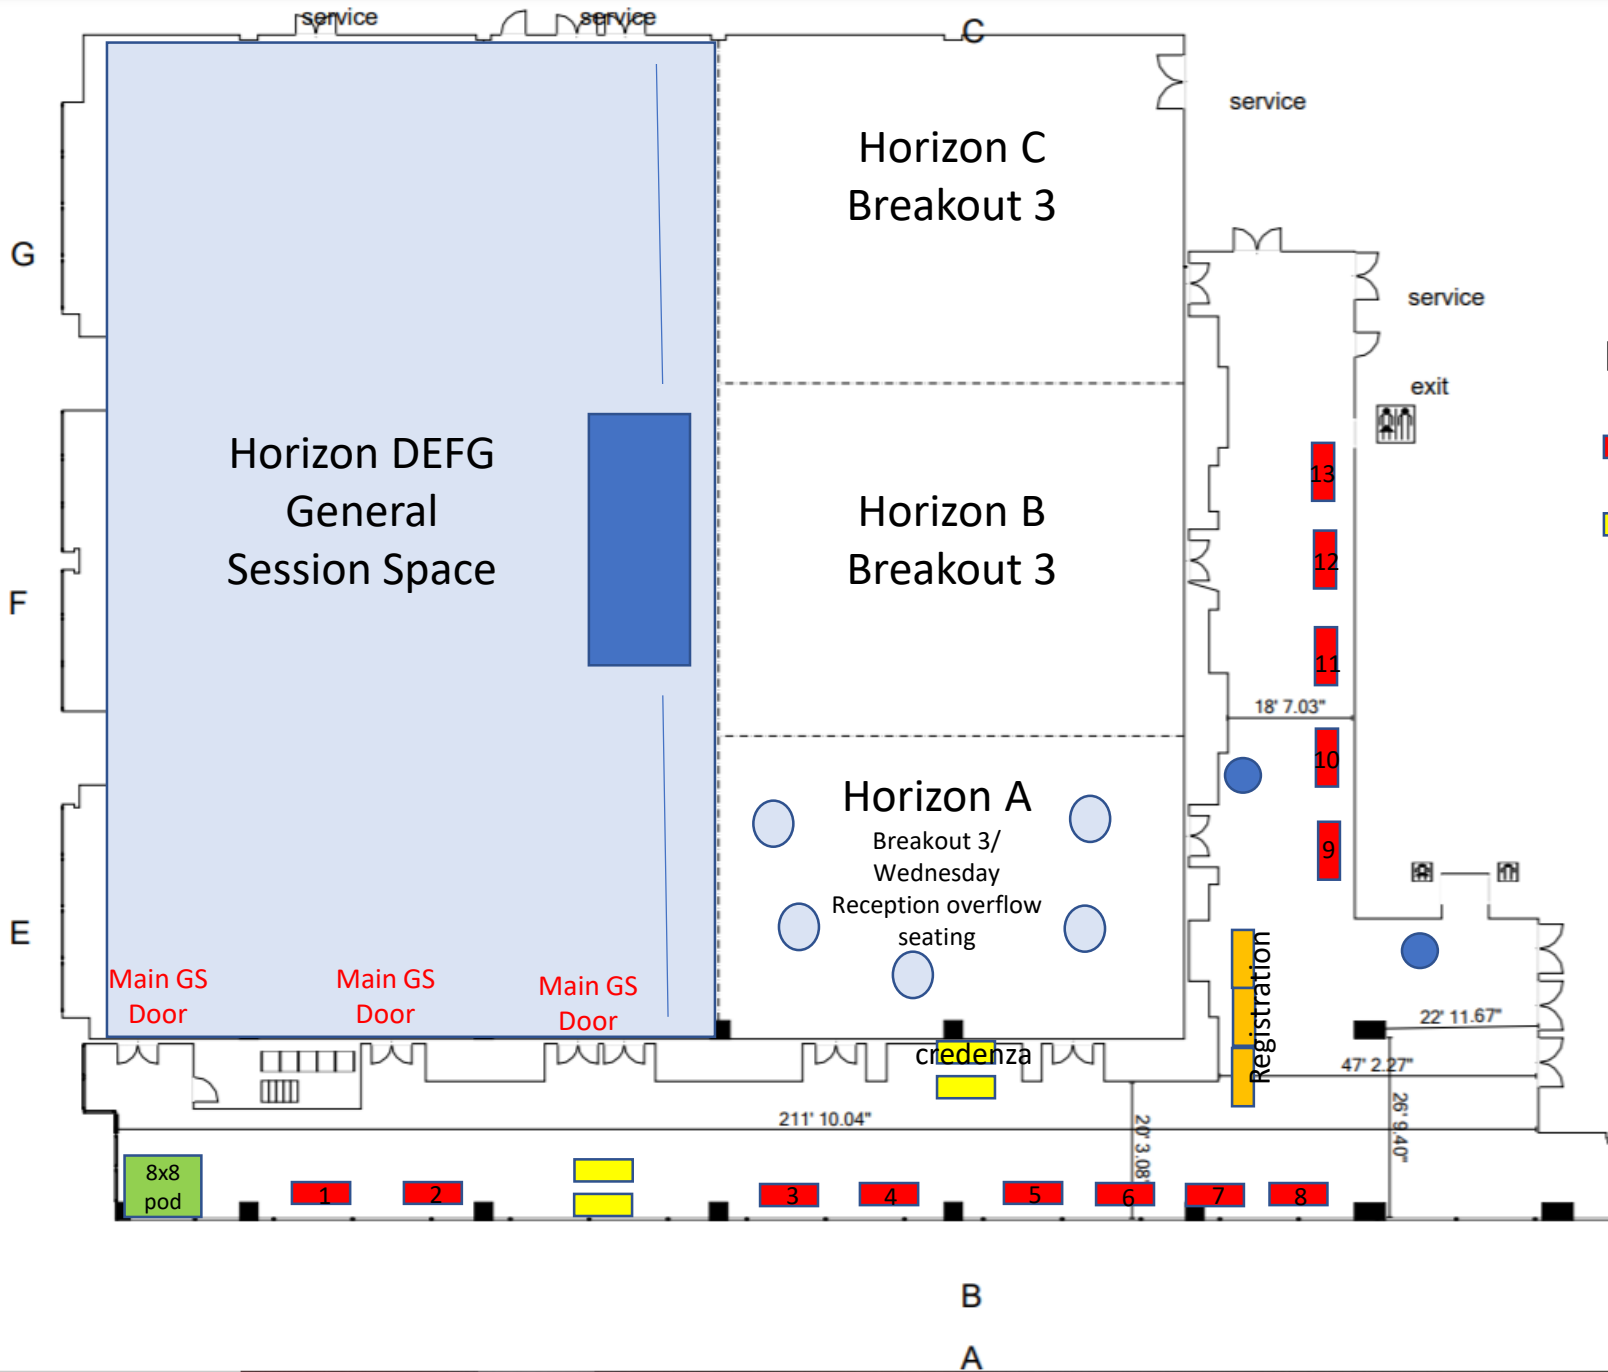 service
service
C
service
Horizon C
Breakout 3
G
service
exit
Horizon DEFG
General
Session Space
Horizon B
Breakout 3
13
12
11
F
18' 7.03"
10
Horizon A
Breakout 3/
Wednesday
Reception overflow
seating
9
E
Registration
Main GS
Door
Main GS
Door
Main GS
Door
22' 11.67"
credenza
47' 2.27"
211' 10.04"
20' 3.08"
26' 9.40"
8x8
pod
1
2
3
4
5
6
7
8
B
A